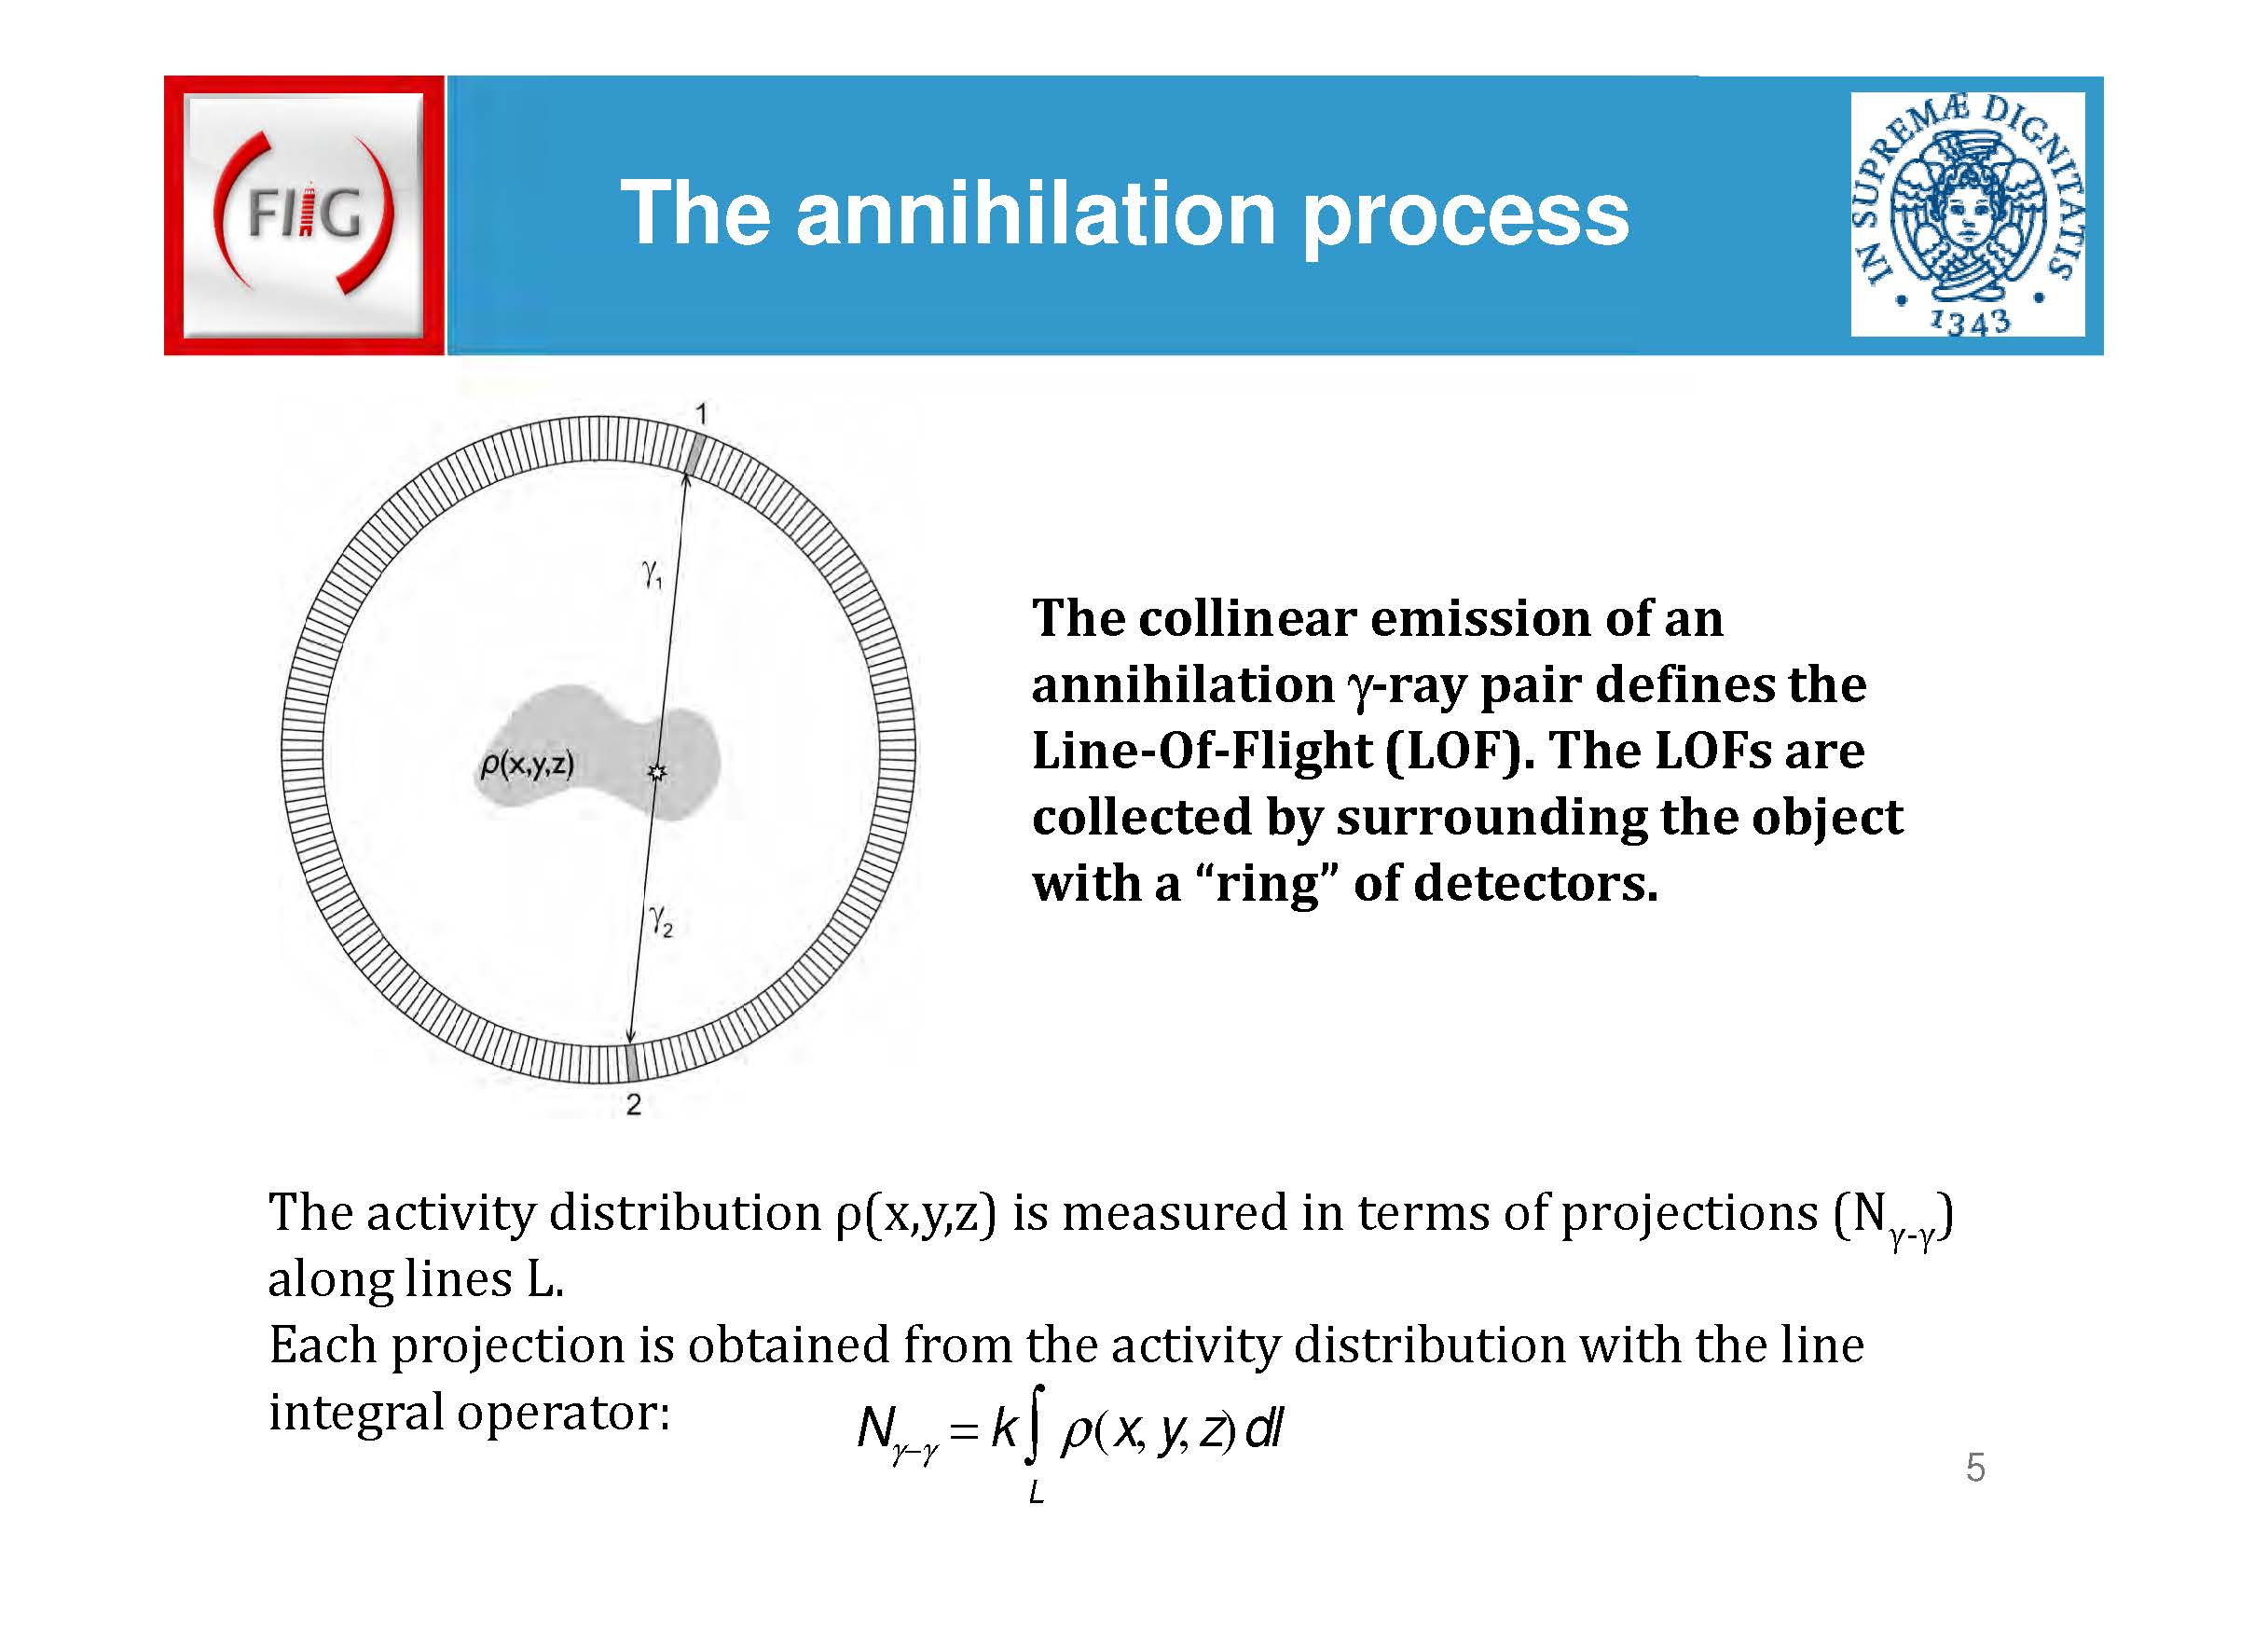 FIiG
The annihilation process
IN SUPREMÆ DIGNITATIS
• 1343 •
1
γ1
ρ(x,y,z)
γ2
2
The collinear emission of an
annihilation γ-ray pair defines the
Line-Of-Flight (LOF). The LOFs are
collected by surrounding the object
with a “ring” of detectors.
The activity distribution ρ(x,y,z) is measured in terms of projections (Nγ-γ)
along lines L.
Each projection is obtained from the activity distribution with the line
integral operator:
Nγ−γ = k∫L ρ(x, y, z) dl
5